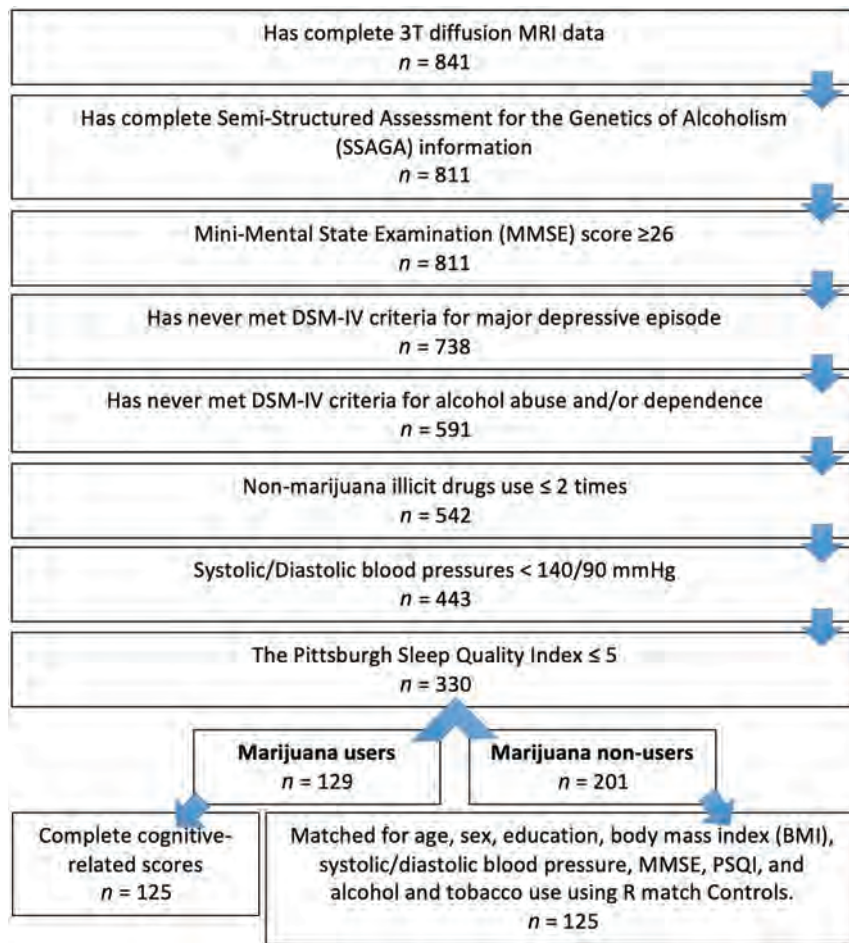 Has complete 3T diffusion MRI data
n = 841
Has complete Semi-Structured Assessment for the Genetics of Alcoholism
(SSAGA) information
n = 811
Mini-Mental State Examination (MMSE) score ≥26
n = 811
Has never met DSM-IV criteria for major depressive episode
n = 738
Has never met DSM-IV criteria for alcohol abuse and/or dependence
n = 591
Non-marijuana illicit drugs use ≤ 2 times
n = 542
Systolic/Diastolic blood pressures < 140/90 mmHg
n = 443
The Pittsburgh Sleep Quality Index ≤ 5
n = 330
Marijuana users
n = 129
Marijuana non-users
n = 201
Complete cognitive-
related scores
n = 125
Matched for age, sex, education, body mass index (BMI),
systolic/diastolic blood pressure, MMSE, PSQI, and
alcohol and tobacco use using R match Controls.
n = 125